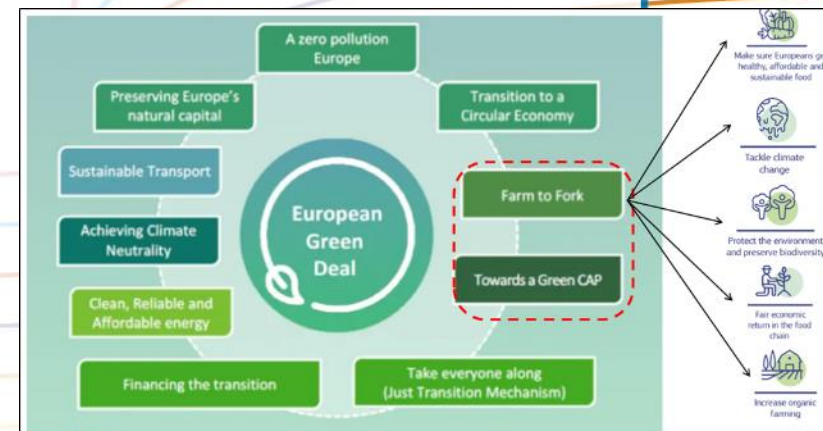 A zero pollution
Europe
Preserving Europe's
natural capital
Transition to a
Circular Economy
Sustainable Transport
Farm to Fork
European
Green
Deal
Achieving Climate
Neutrality
Towards a Green CAP
Clean, Reliable and
Affordable energy
Financing the transition
Take everyone along
(Just Transition Mechanism)
Make sure Europeans ge
healthy, affordable and
sustainable food
Tackle climate
change
Protect the environment
and preserve biodiversity
Fair economic
return in the food
chain
Increase organic
farming